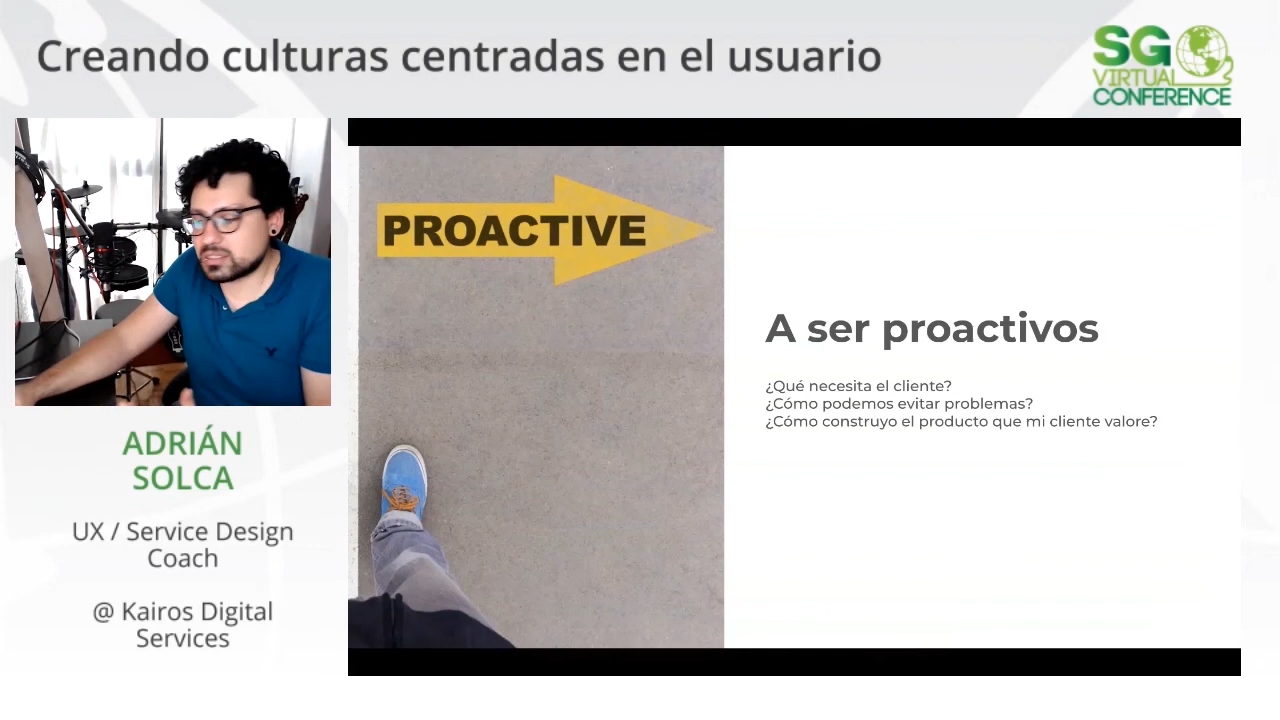 Creando culturas centradas en el usuario
SG
VIRTUAL
CONFERENCE
PROACTIVE
A ser proactivos
¿Qué necesita el cliente?
¿Cómo podemos evitar problemas?
¿Cómo construyo el producto que mi cliente valore?
ADRIÁN
SOLCA
UX / Service Design
Coach
@ Kairos Digital
Services